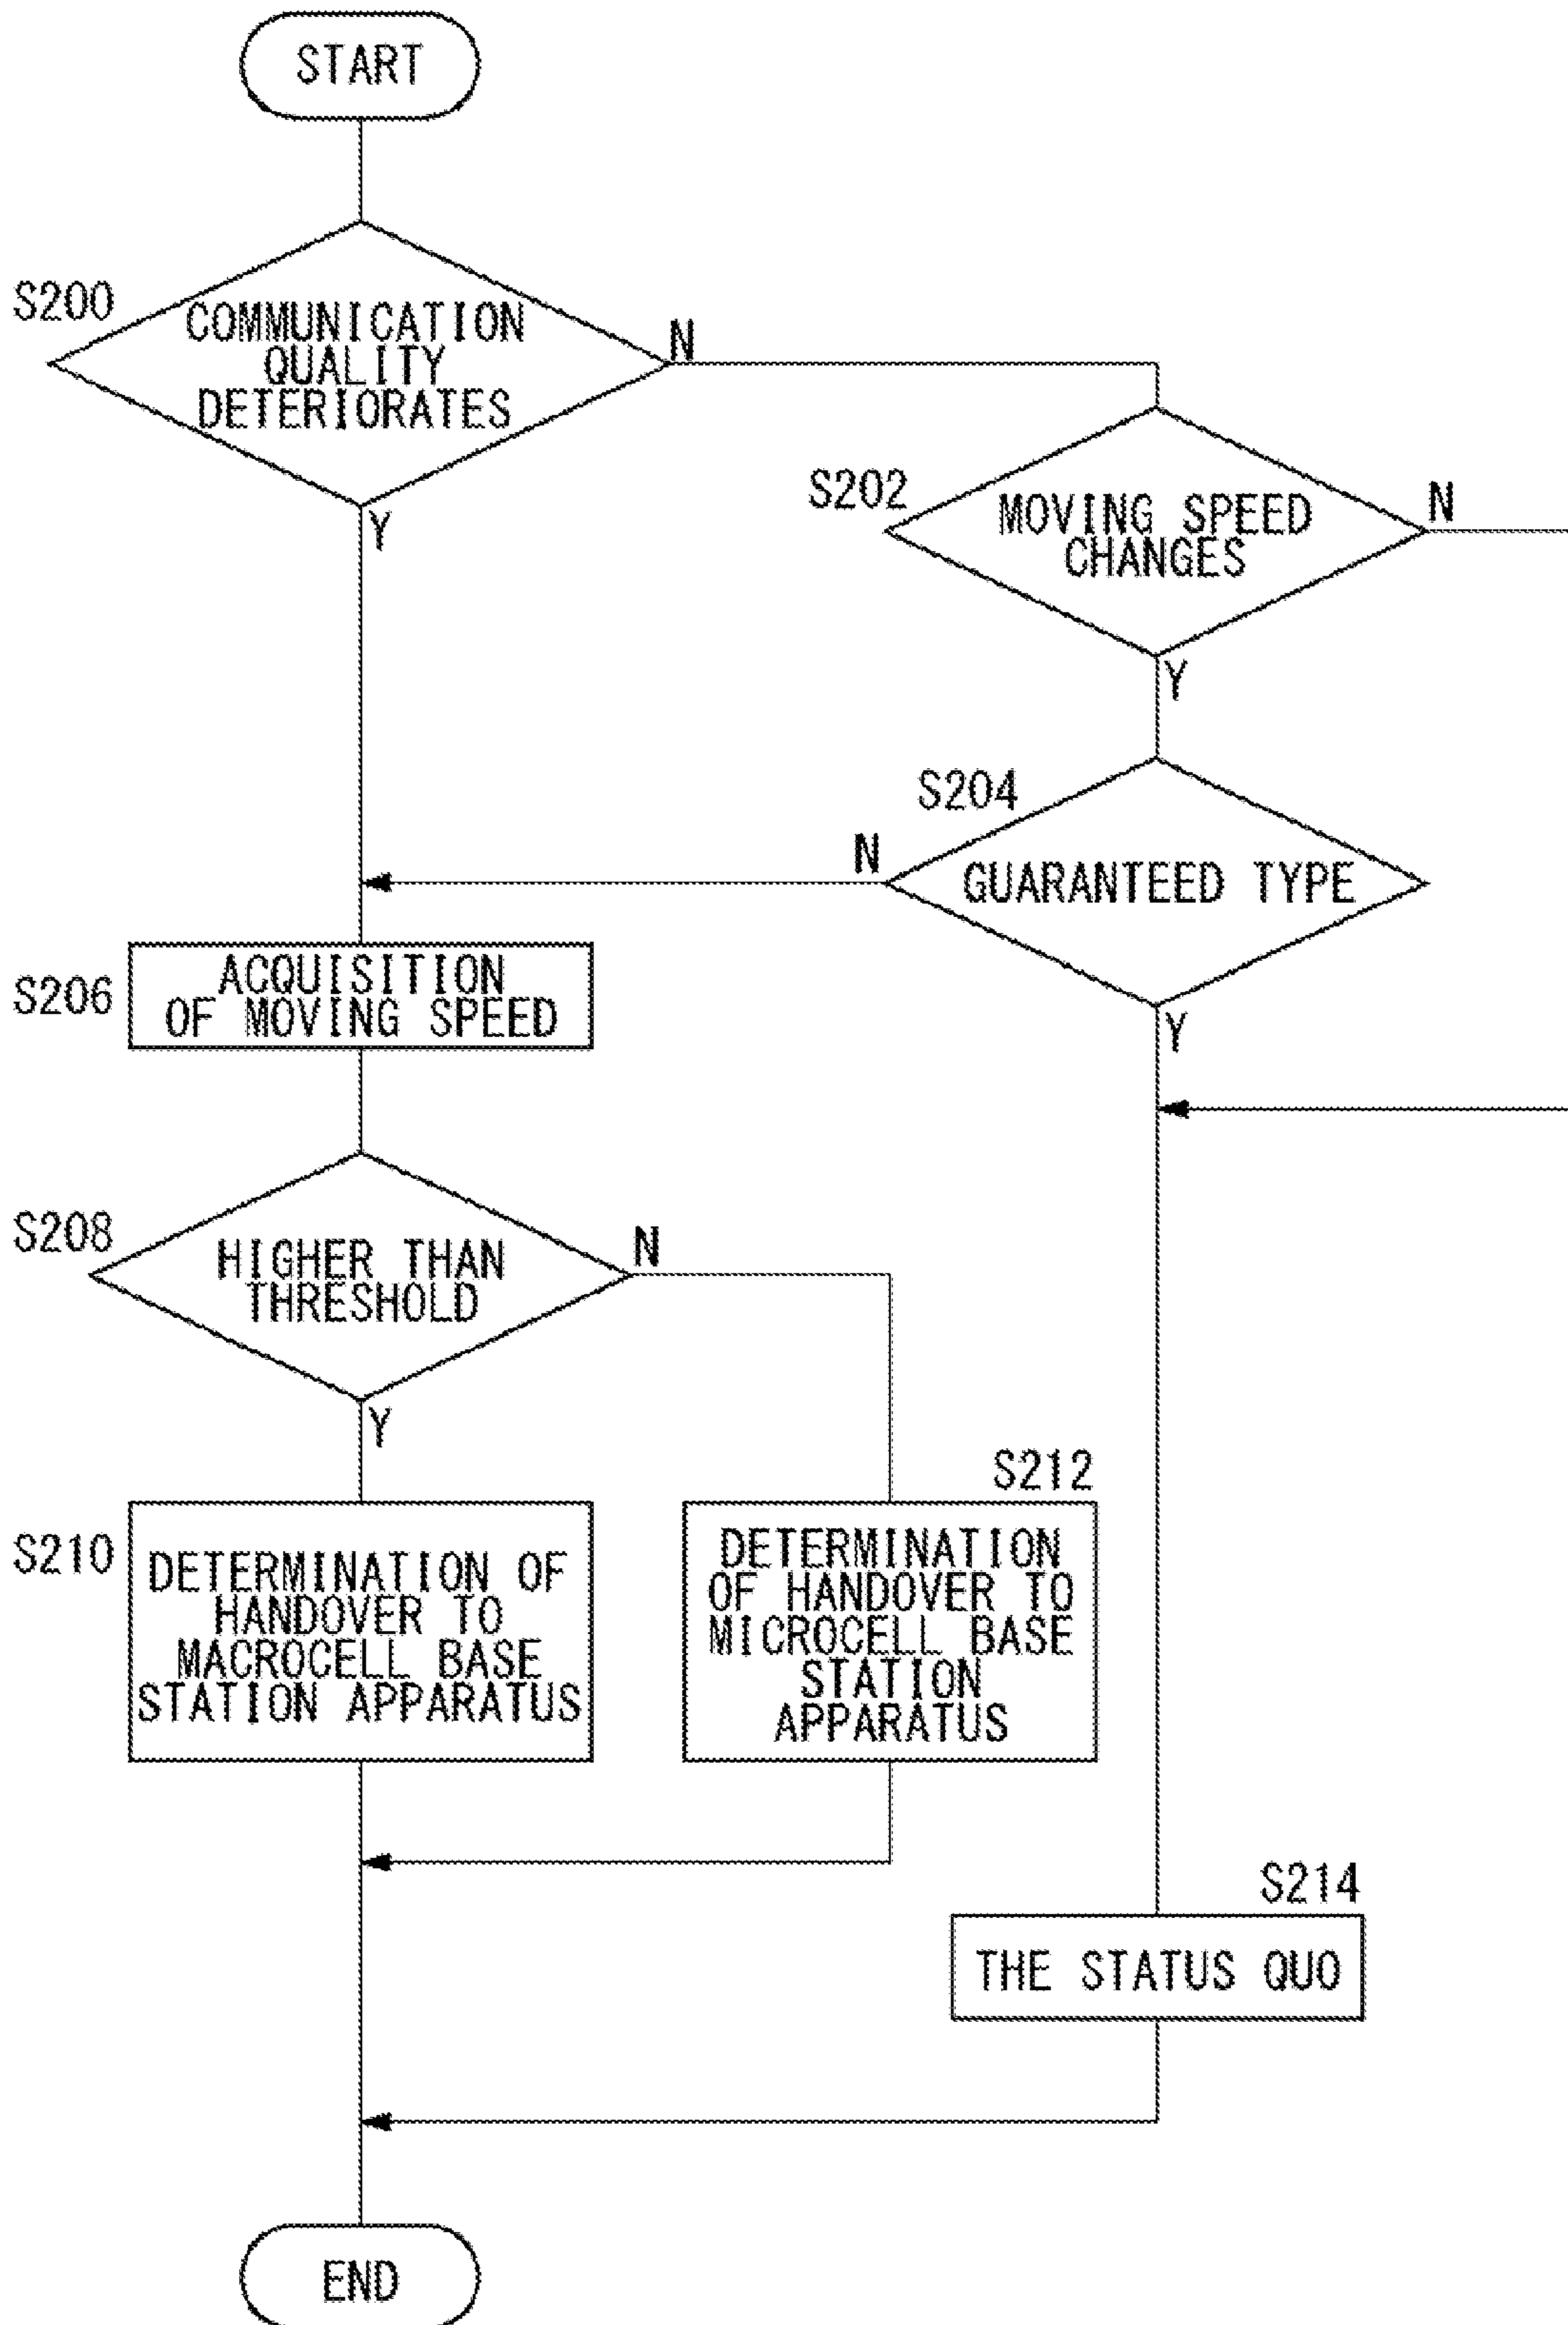 START
S200
COMMUNICATION
QUALITY
DETERIORATES
N
Y
S202
MOVING SPEED
CHANGES
N
Y
S204
GUARANTEED TYPE
N
Y
S206
ACQUISITION
OF MOVING SPEED
S208
HIGHER THAN
THRESHOLD
N
Y
S210
DETERMINATION OF
HANDOVER TO
MACROCELL BASE
STATION APPARATUS
S212
DETERMINATION
OF HANDOVER TO
MICROCELL BASE
STATION
APPARATUS
S214
THE STATUS QUO
END